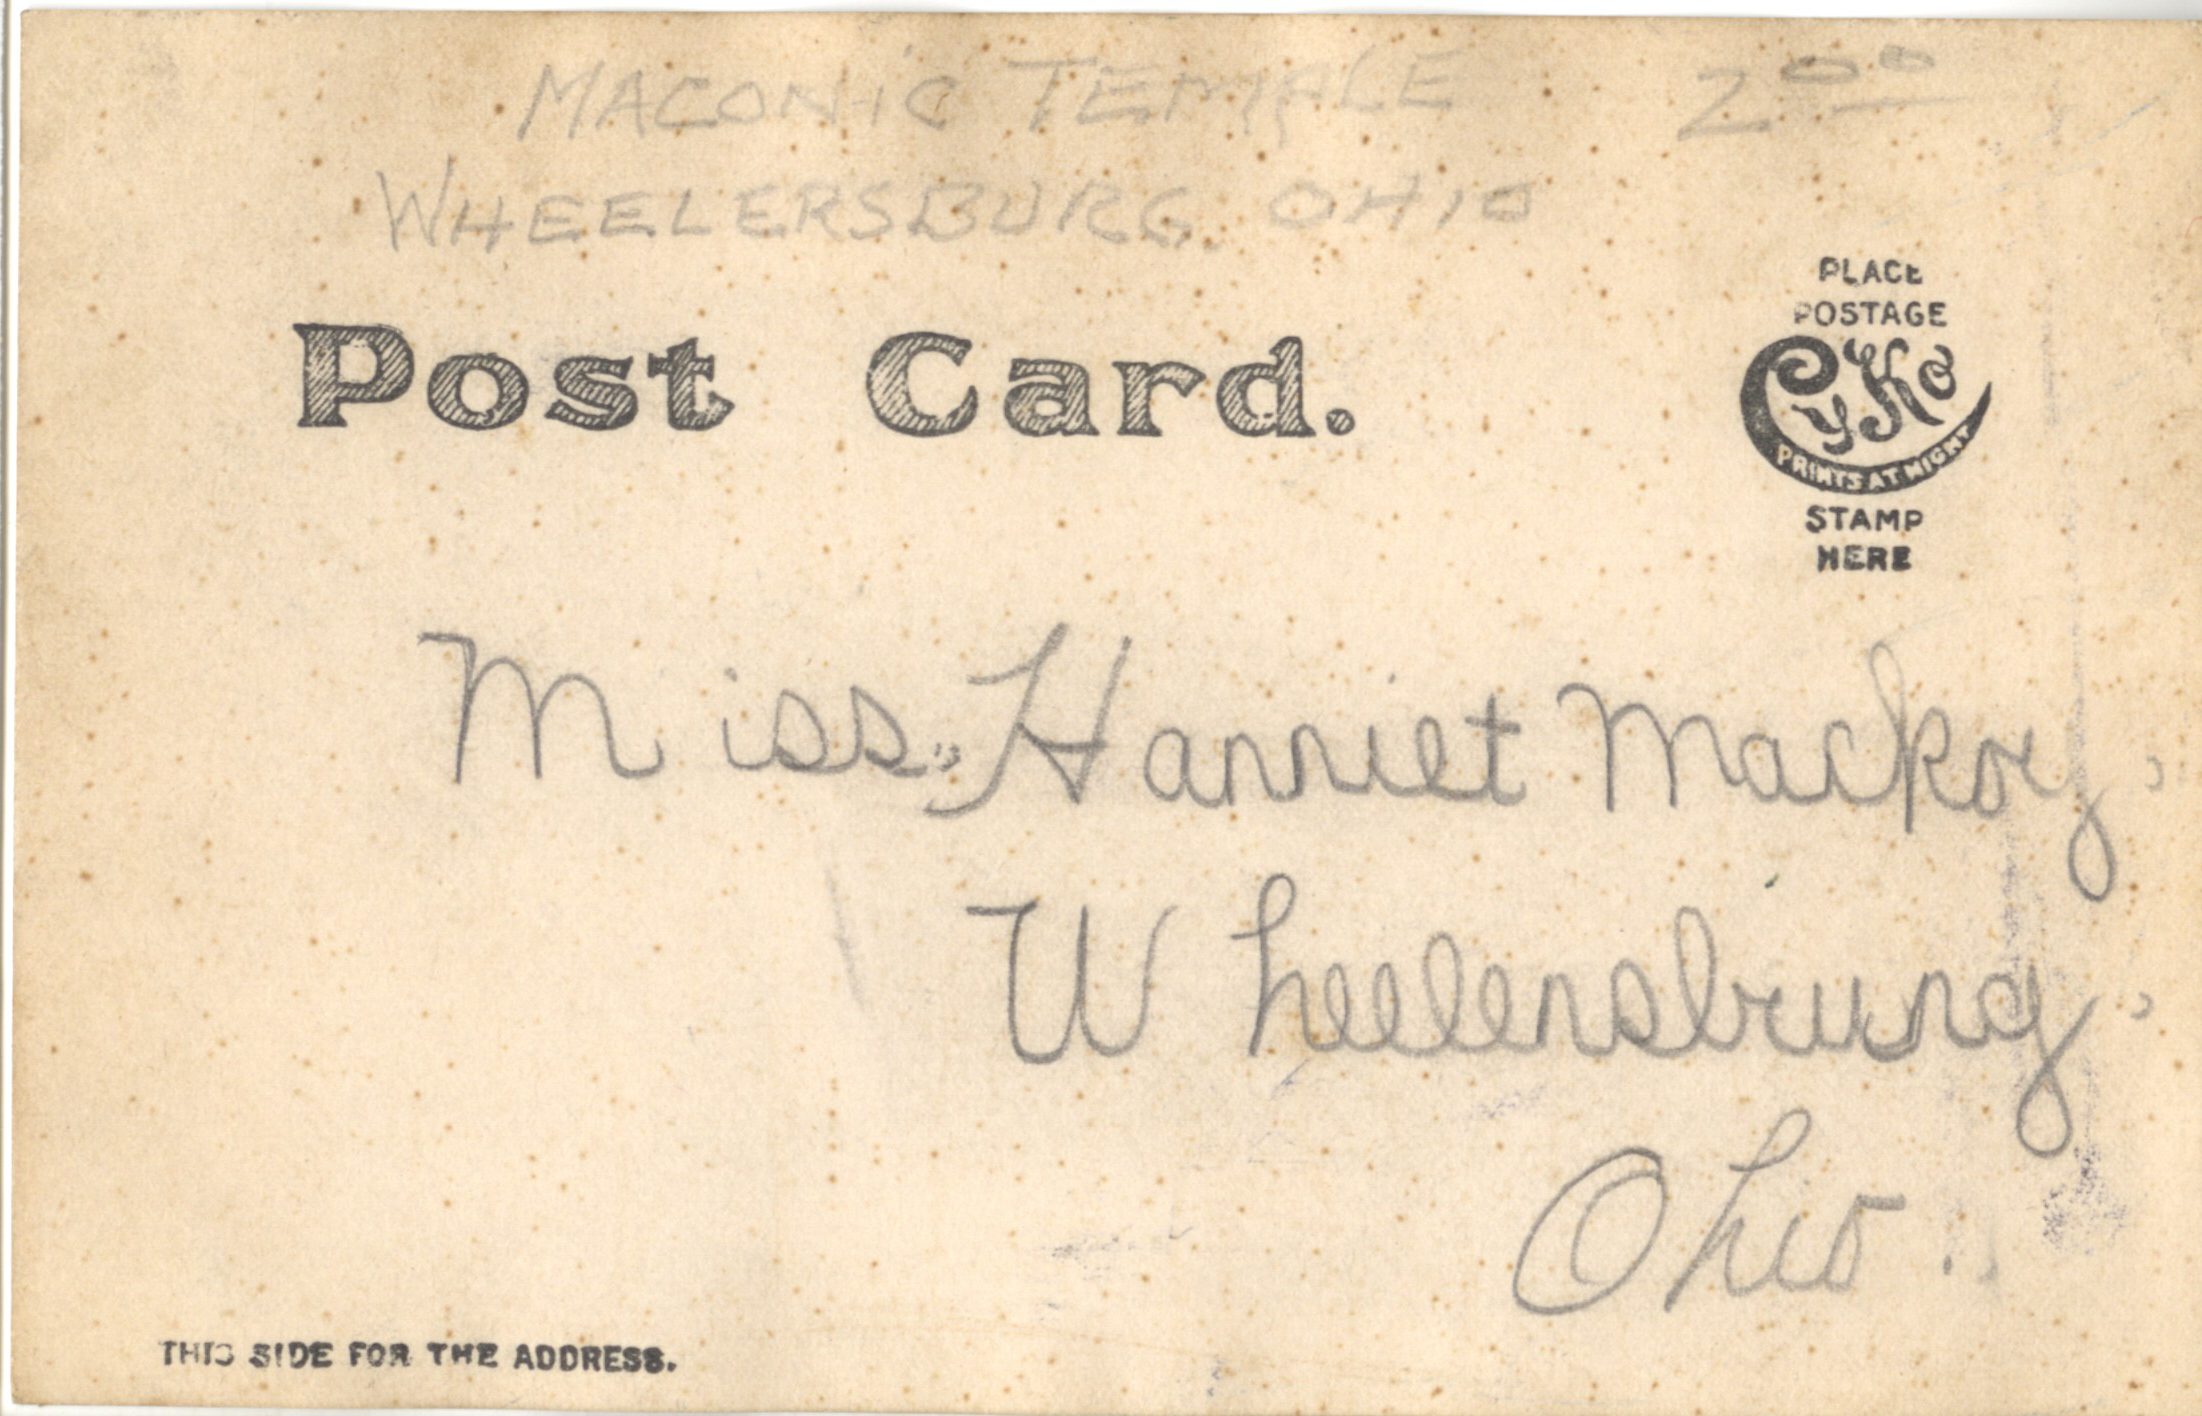 MACONIC TEMPLE 2 00
WHEELERSBURG, OHIO
PLACE
POSTAGE
CYKO
PRINTS AT NIGHT
STAMP
HERE
Post Card.
Miss. Harriet Mackoy,
Wheelersburg,
Ohio.
THIS SIDE FOR THE ADDRESS.